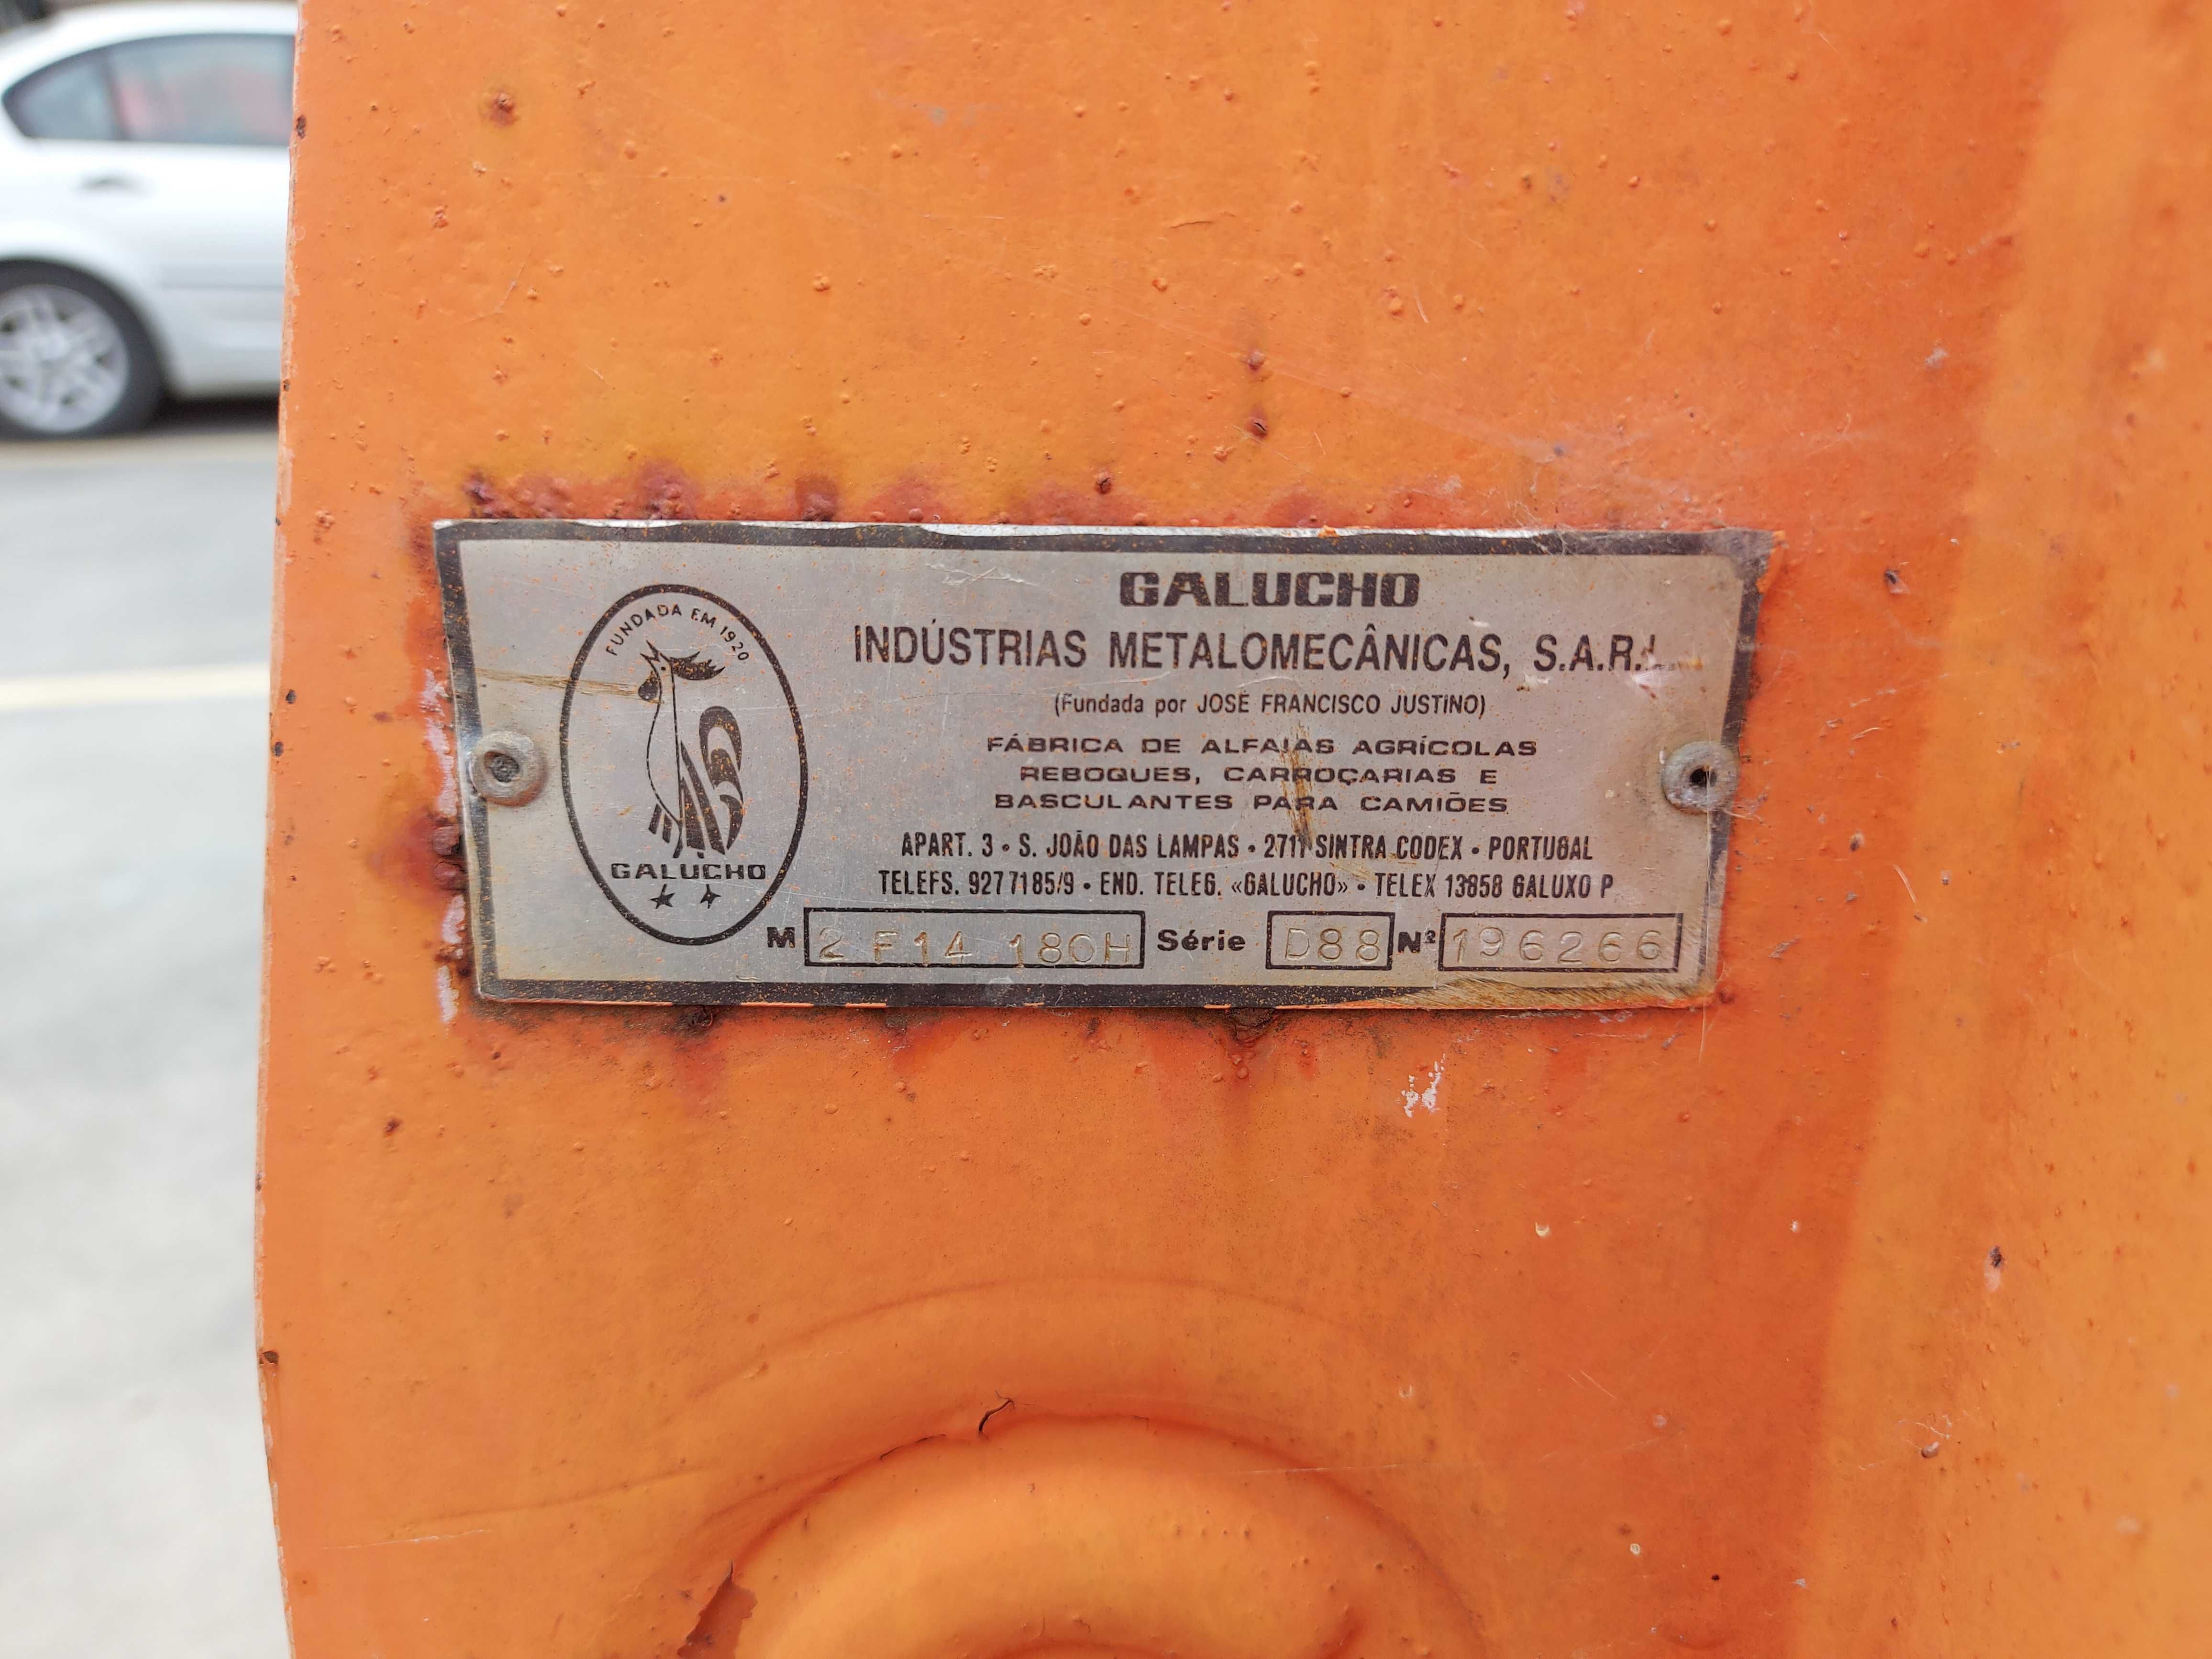 FUNDADA EM 1920
GALUCHO
GALUCHO
INDÚSTRIAS METALOMECÂNICAS, S.A.R.L.
(Fundada por JOSÉ FRANCISCO JUSTINO)
FÁBRICA DE ALFAIAS AGRÍCOLAS
REBOQUES, CARROÇARIAS E
BASCULANTES PARA CAMIÕES
APART. 3 • S. JOÃO DAS LAMPAS • 2711 SINTRA CODEX • PORTUGAL
TELEFS. 9277185/9 • END. TELEG. «GALUCHO» • TELEX 13858 GALUXO P
M 2 F14 180H Série D88 Nº 196266